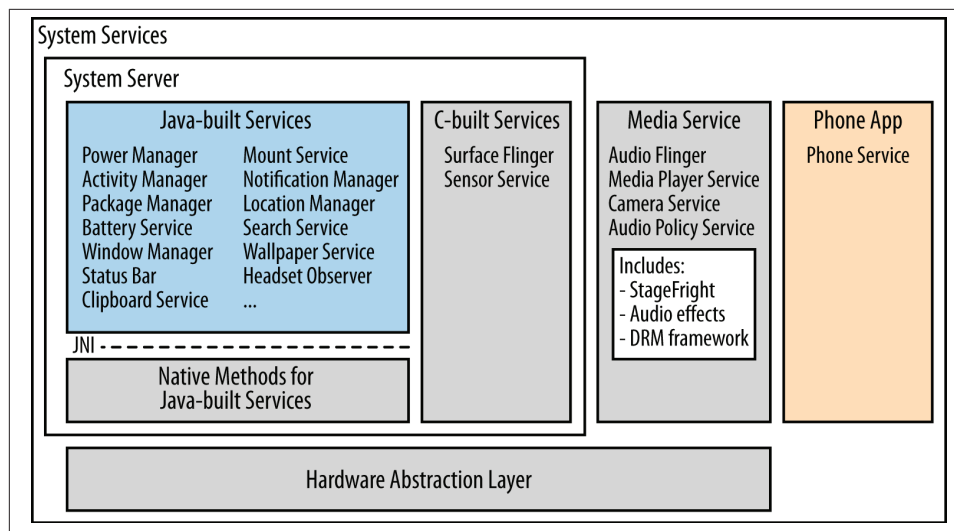 System Services
System Server
Java-built Services
Power Manager
Activity Manager
Package Manager
Battery Service
Window Manager
Status Bar
Clipboard Service
Mount Service
Notification Manager
Location Manager
Search Service
Wallpaper Service
Headset Observer
...
JNI
Native Methods for
Java-built Services
C-built Services
Surface Flinger
Sensor Service
Media Service
Audio Flinger
Media Player Service
Camera Service
Audio Policy Service
Includes:
- StageFright
- Audio effects
- DRM framework
Phone App
Phone Service
Hardware Abstraction Layer